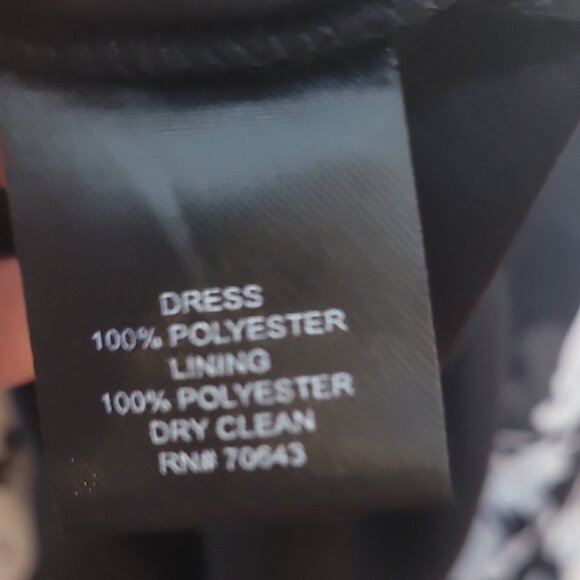 DRESS
100% POLYESTER
LINING
100% POLYESTER
DRY CLEAN
RN# 70643